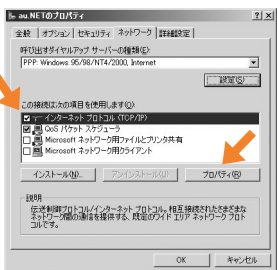 au.NETのプロパティ
全般 オプション セキュリティ ネットワーク 詳細設定
呼び出すダイヤルアップ サーバーの種類(E):
PPP: Windows 95/98/NT4/2000, Internet
設定(S)
この接続は次の項目を使用します(O):
インターネット プロトコル (TCP/IP)
QoS パケット スケジューラ
Microsoft ネットワーク用ファイルとプリンタ共有
Microsoft ネットワーク用クライアント
インストール(N)... アンインストール(U) プロパティ(R)
説明
伝送制御プロトコル/インターネット プロトコル。相互接続されたさまざまな
ネットワーク間の通信を提供する、既定のワイド エリア ネットワーク プロト
コルです。
OK キャンセル